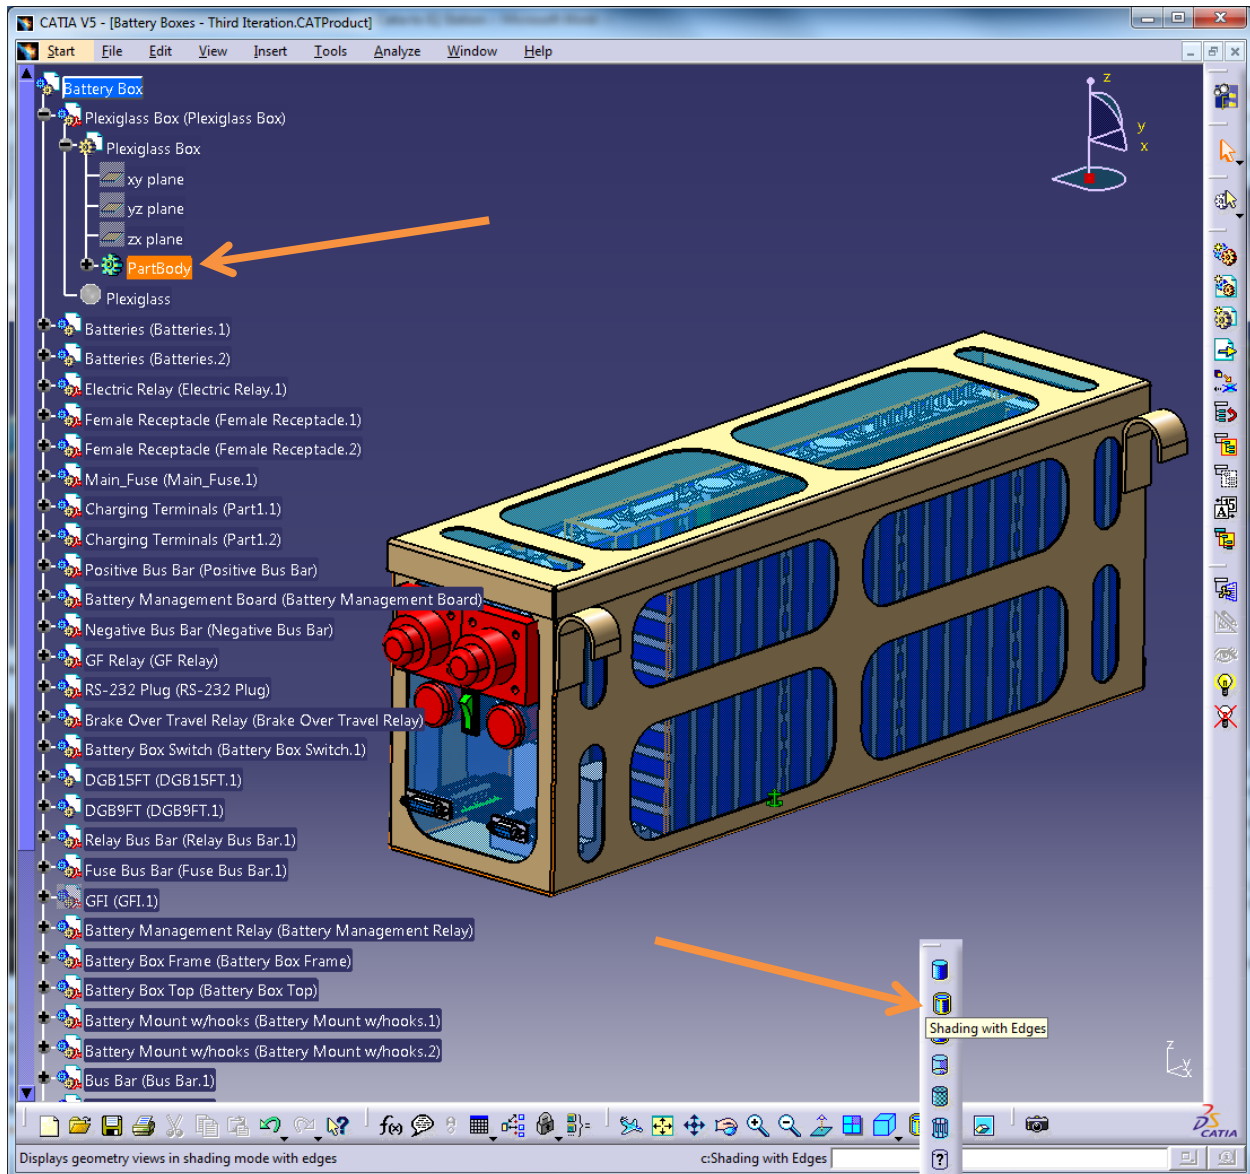 CATIA V5 - [Battery Boxes - Third Iteration.CATProduct]
Start File Edit View Insert Tools Analyze Window Help
Battery Box
Plexiglass Box (Plexiglass Box)
Plexiglass Box
xy plane
yz plane
zx plane
PartBody
Plexiglass
Batteries (Batteries.1)
Batteries (Batteries.2)
Electric Relay (Electric Relay.1)
Female Receptacle (Female Receptacle.1)
Female Receptacle (Female Receptacle.2)
Main_Fuse (Main_Fuse.1)
Charging Terminals (Part1.1)
Charging Terminals (Part1.2)
Positive Bus Bar (Positive Bus Bar)
Battery Management Board (Battery Management Board)
Negative Bus Bar (Negative Bus Bar)
GF Relay (GF Relay)
RS-232 Plug (RS-232 Plug)
Brake Over Travel Relay (Brake Over Travel Relay)
Battery Box Switch (Battery Box Switch.1)
DGB15FT (DGB15FT.1)
DGB9FT (DGB9FT.1)
Relay Bus Bar (Relay Bus Bar.1)
Fuse Bus Bar (Fuse Bus Bar.1)
GFI (GFI.1)
Battery Management Relay (Battery Management Relay)
Battery Box Frame (Battery Box Frame)
Battery Box Top (Battery Box Top)
Battery Mount w/hooks (Battery Mount w/hooks.1)
Battery Mount w/hooks (Battery Mount w/hooks.2)
Bus Bar (Bus Bar.1)
z
y
x
Shading with Edges
z
y
x
f(x)
CATIA
Displays geometry views in shading mode with edges
c:Shading with Edges